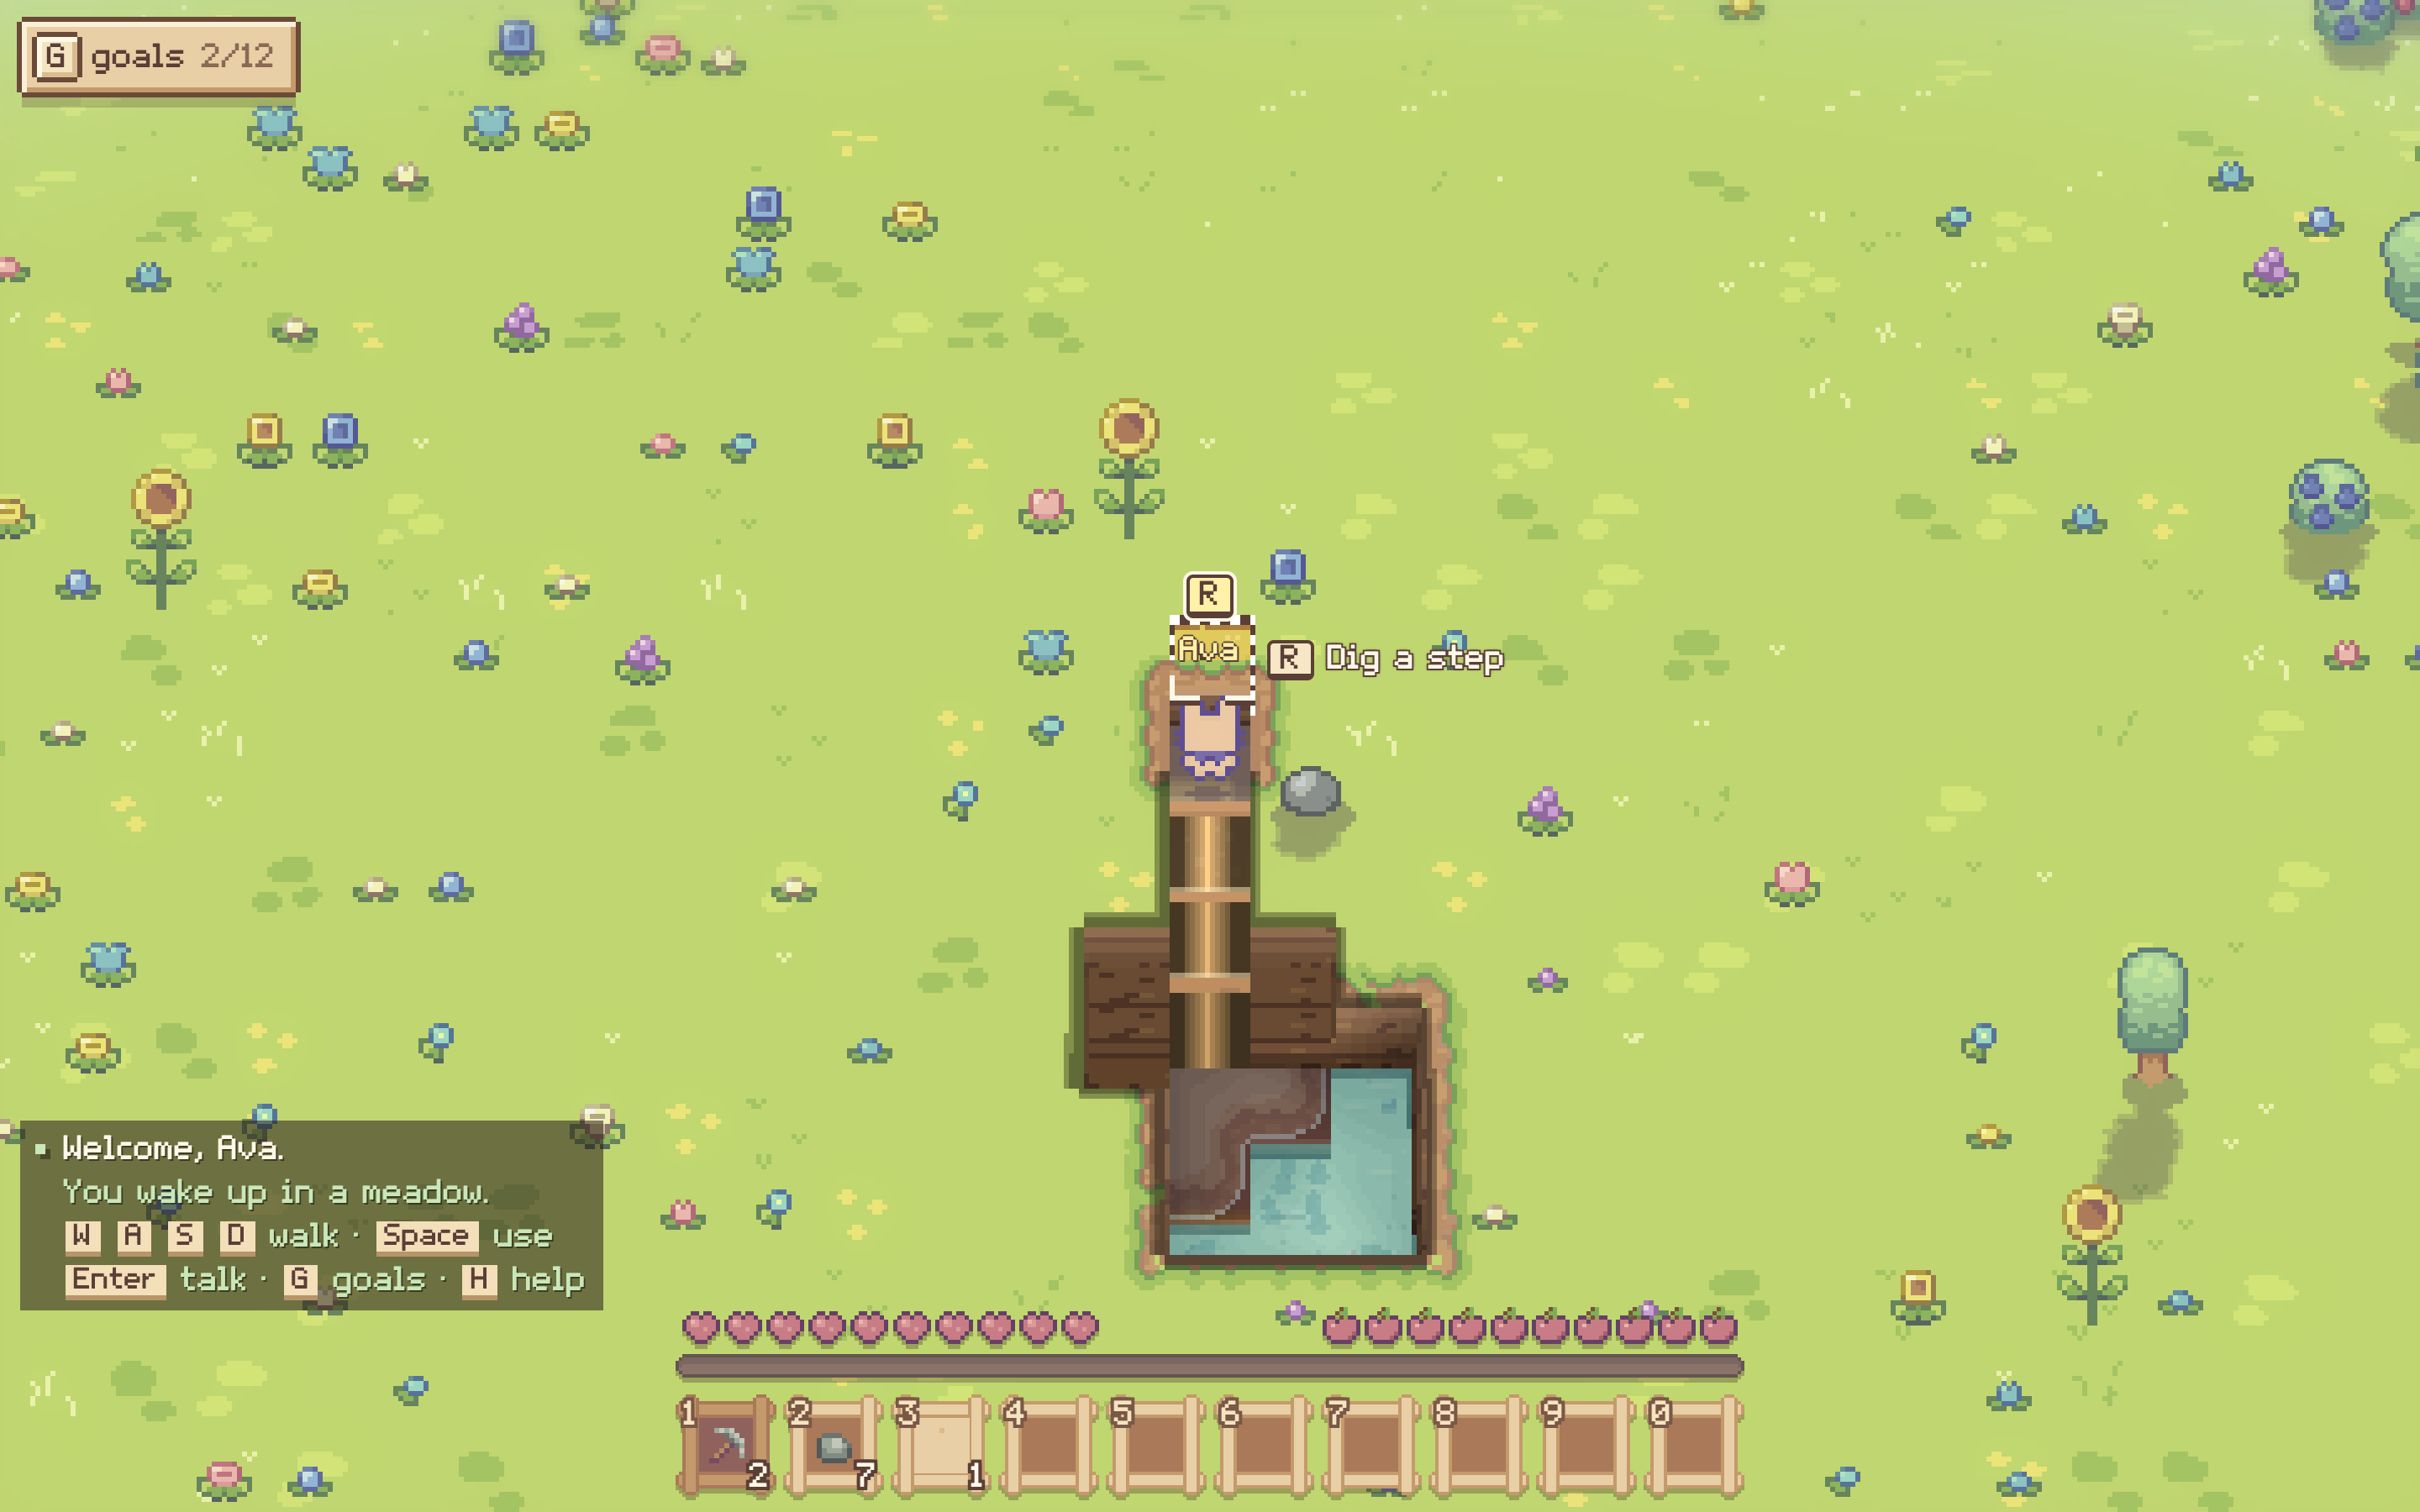 G goals 2/12
R
Ava
R Dig a step
Welcome, Ava.
You wake up in a meadow.
W A S D walk · Space use
Enter talk · G goals · H help
1 2 3 4 5 6 7 8 9 0
2 7 1